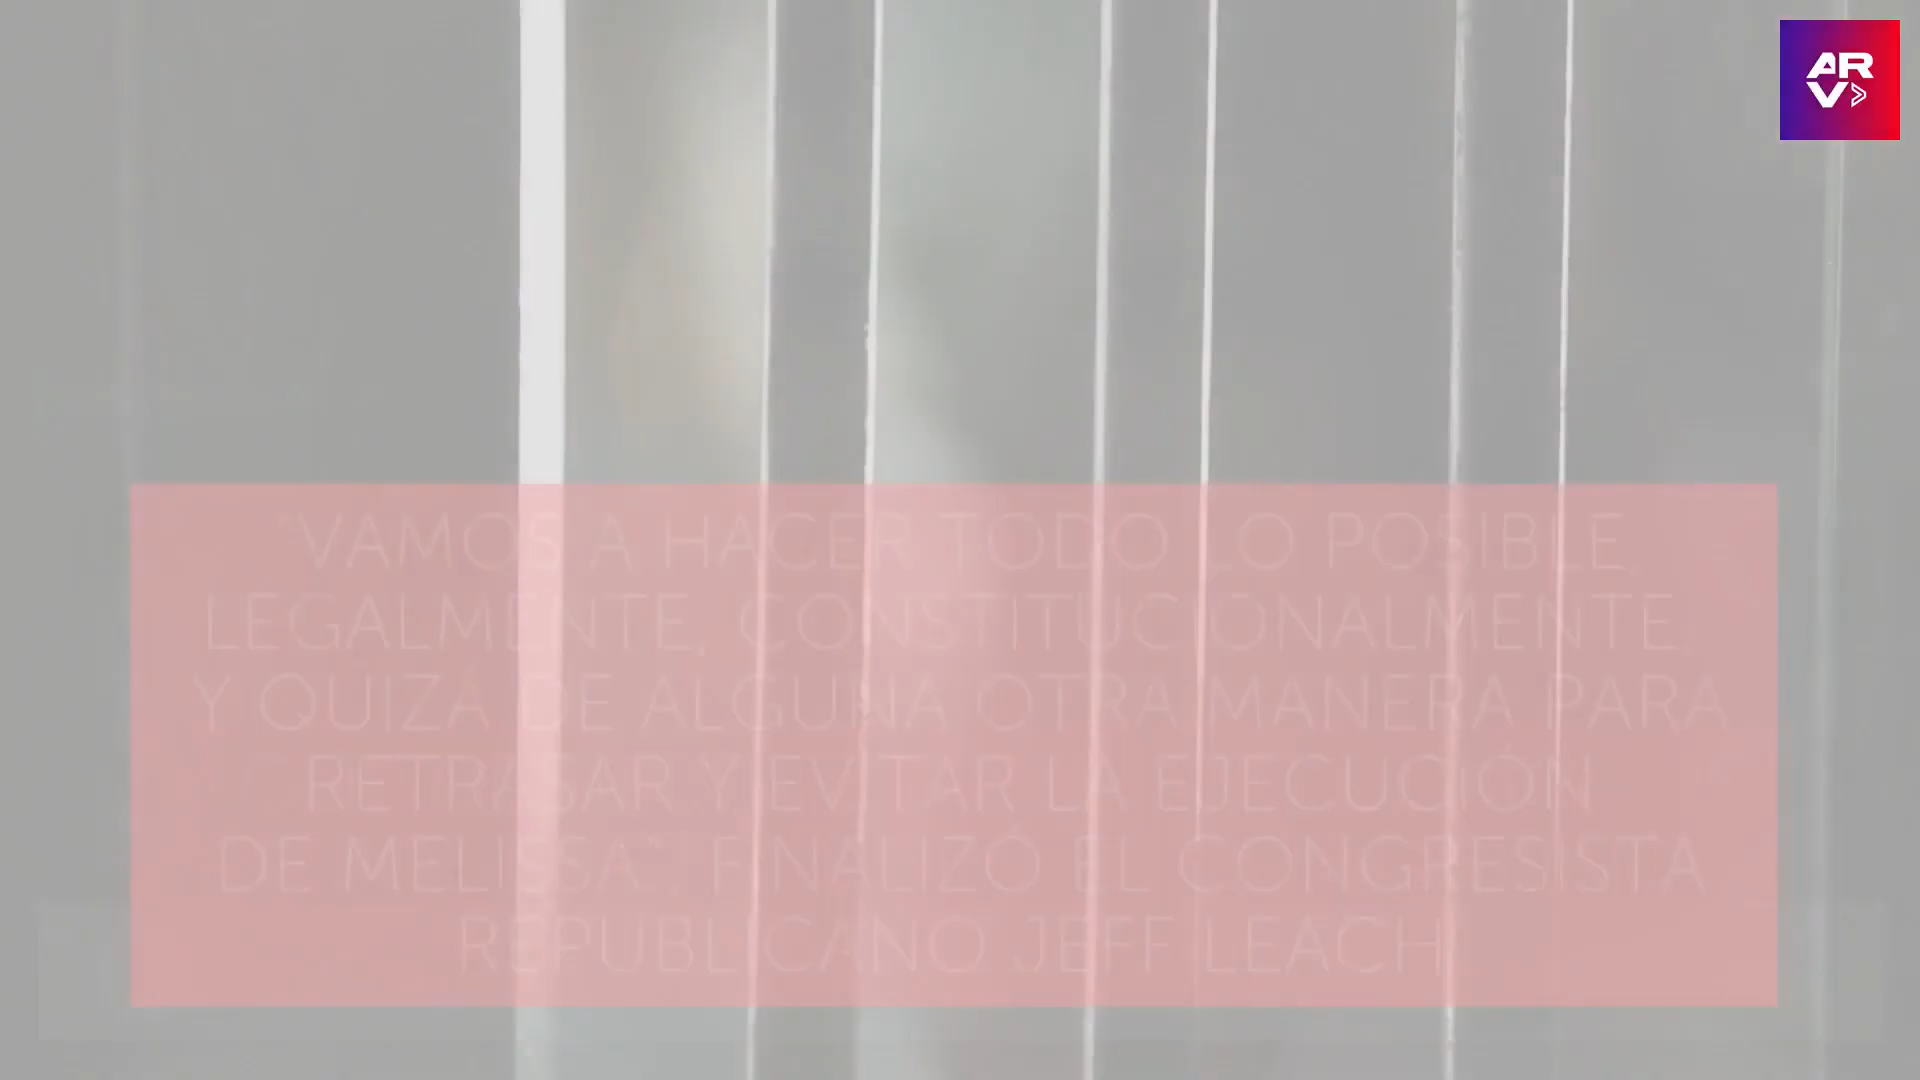 ARV
"VAMOS A HACER TODO LO POSIBLE,
LEGALMENTE, CONSTITUCIONALMENTE,
Y QUIZÁ DE ALGUNA OTRA MANERA PARA
RETRASAR Y EVITAR LA EJECUCIÓN
DE MELISSA", FINALIZÓ EL CONGRESISTA
REPUBLICANO JEFF LEACH